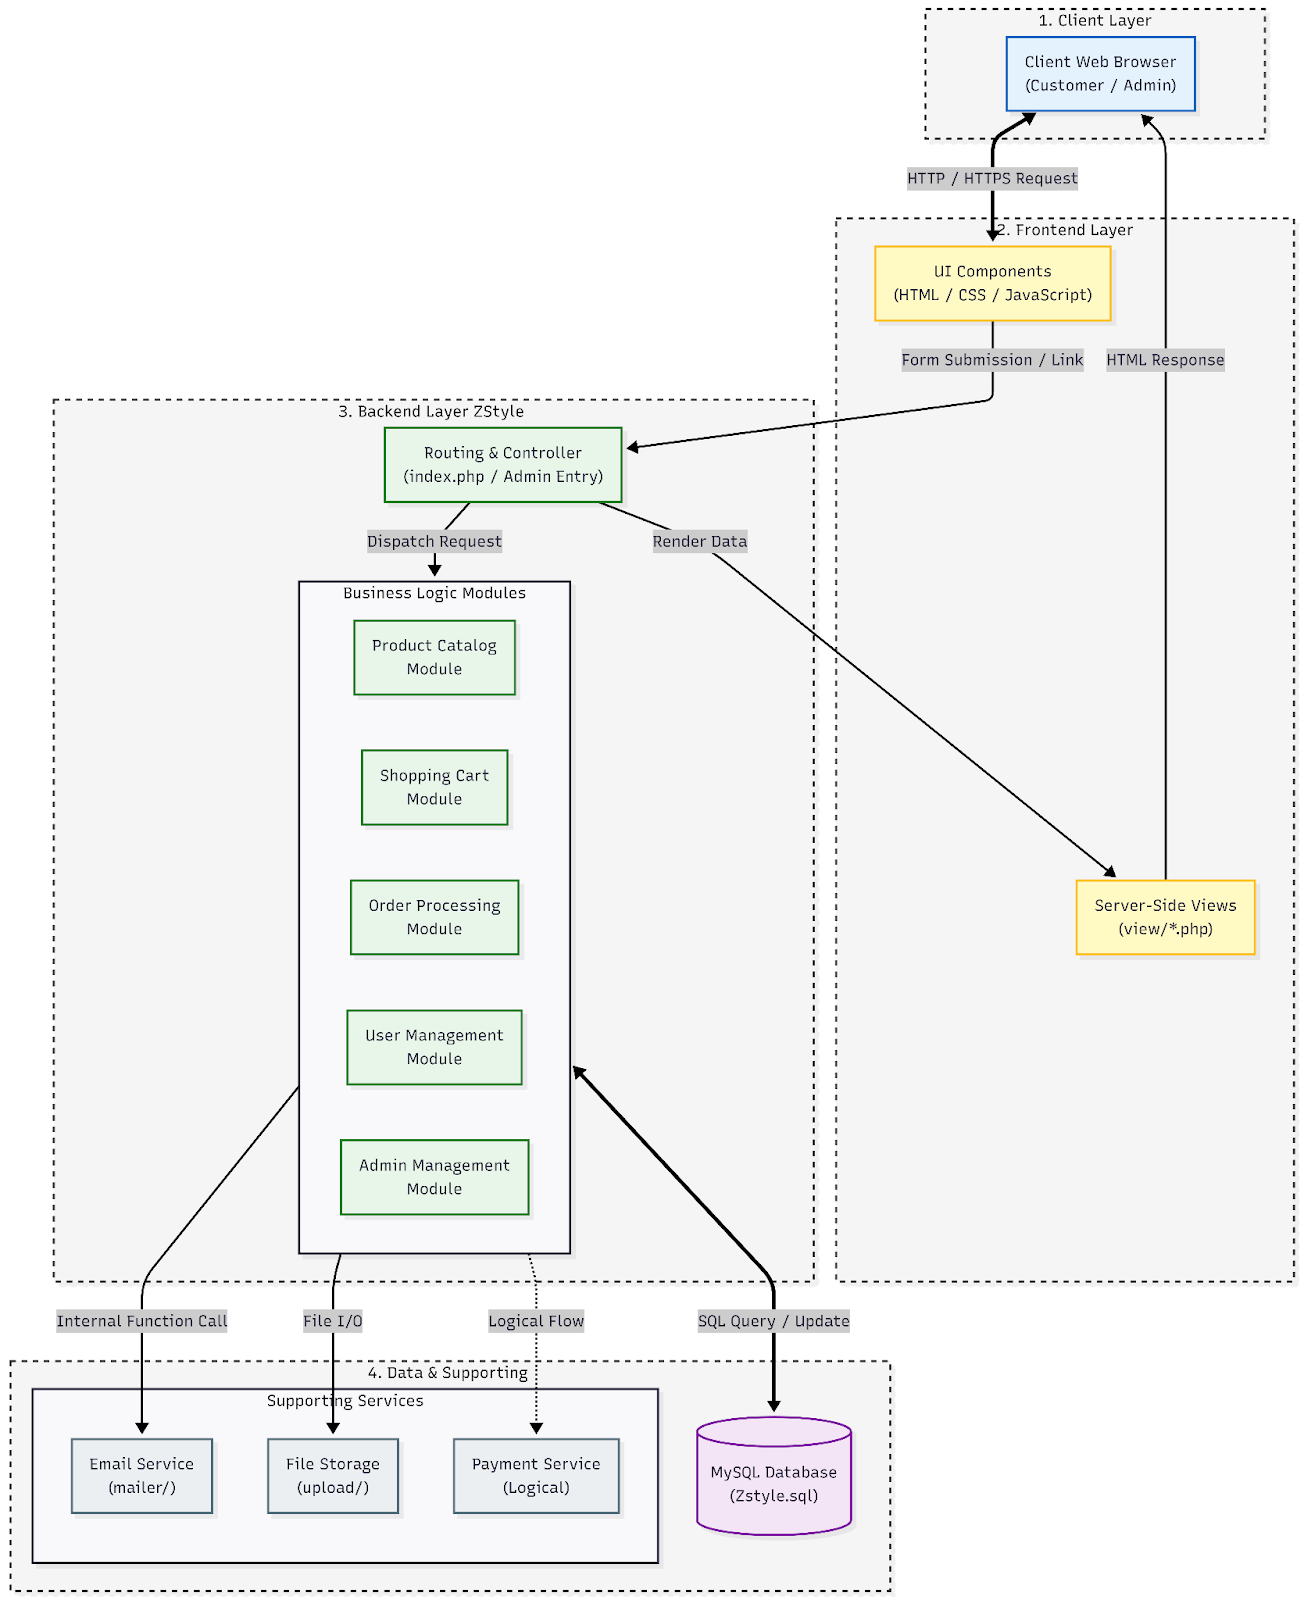 1. Client Layer
Client Web Browser
(Customer / Admin)
HTTP / HTTPS Request
2. Frontend Layer
UI Components
(HTML / CSS / JavaScript)
Form Submission / Link
HTML Response
3. Backend Layer ZStyle
Routing & Controller
(index.php / Admin Entry)
Dispatch Request
Render Data
Business Logic Modules
Product Catalog
Module
Shopping Cart
Module
Order Processing
Module
Server-Side Views
(view/*.php)
User Management
Module
Admin Management
Module
Internal Function Call
File I/O
Logical Flow
SQL Query / Update
4. Data & Supporting
Supporting Services
Email Service
(mailer/)
File Storage
(upload/)
Payment Service
(Logical)
MySQL Database
(Zstyle.sql)